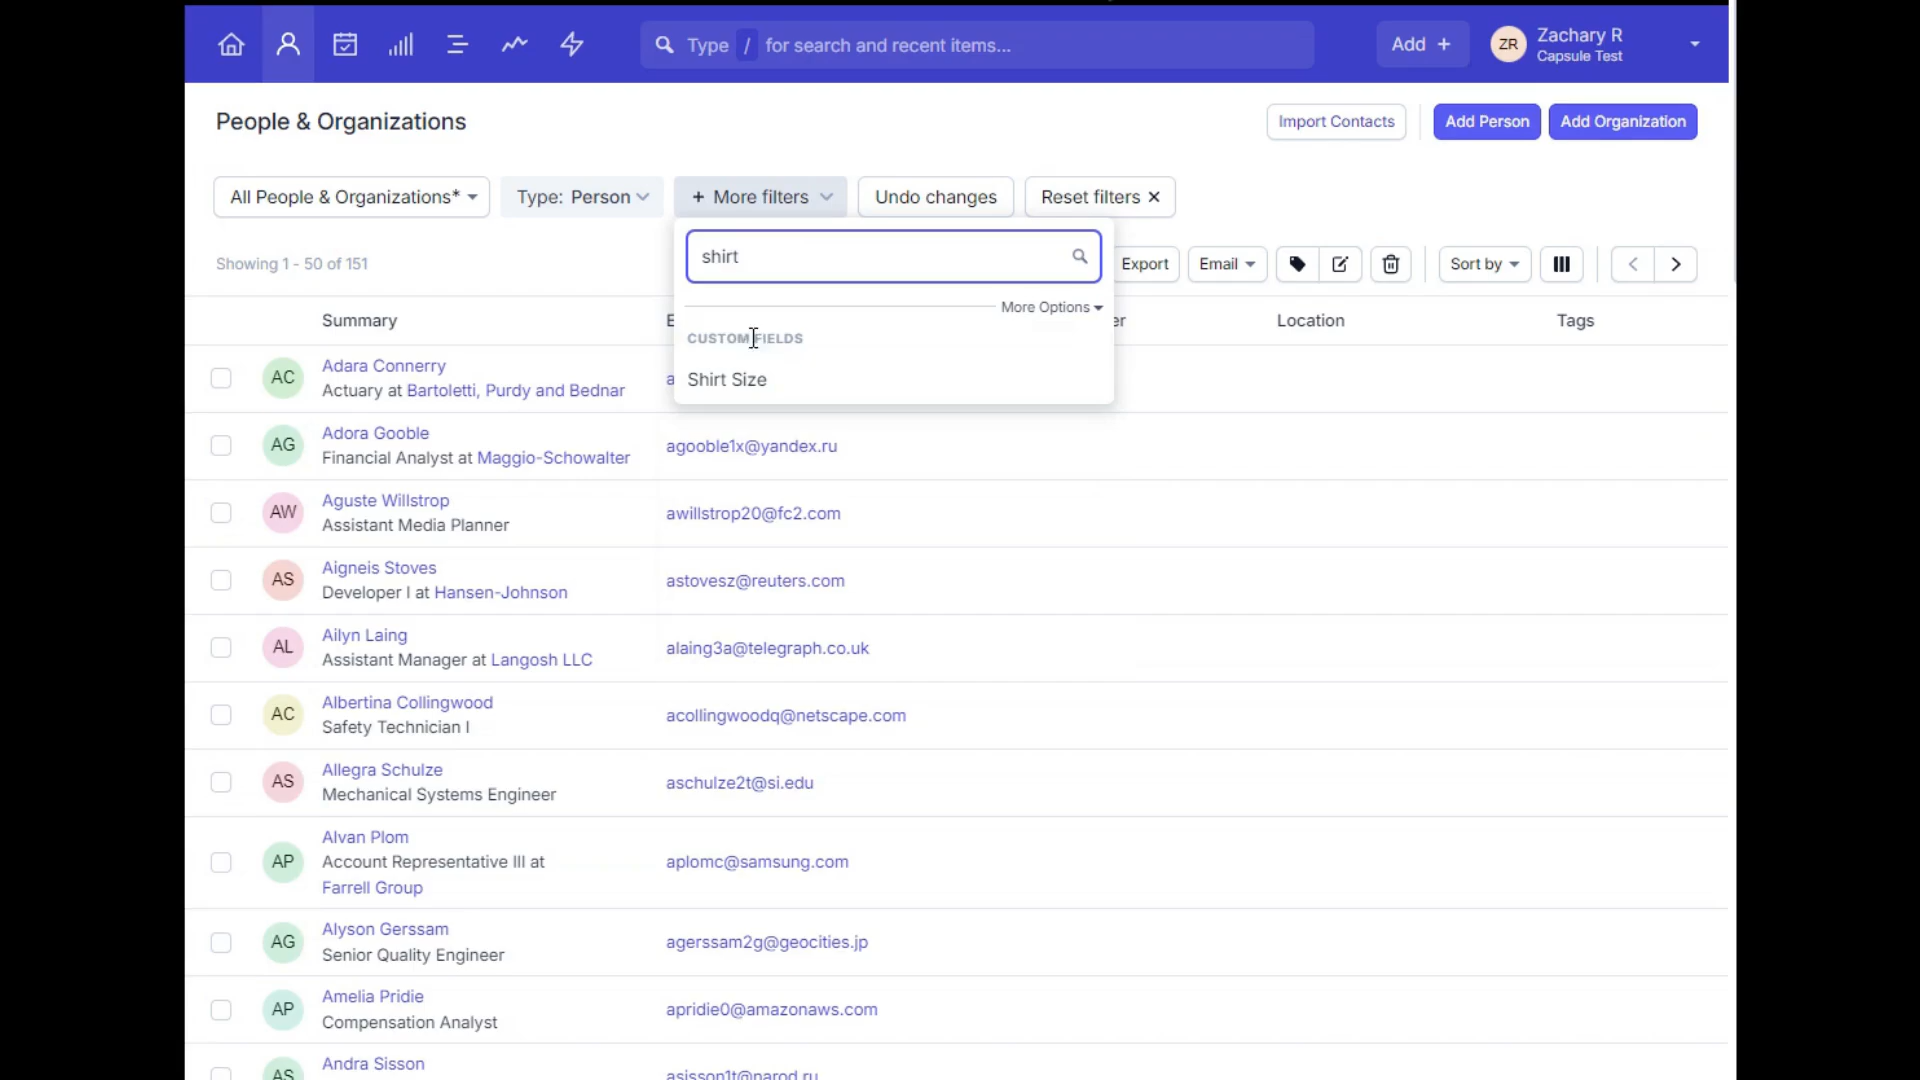 Type / for search and recent items...
Add +
ZR
Zachary R
Capsule Test
People & Organizations
Import Contacts
Add Person
Add Organization
All People & Organizations*
Type: Person
+ More filters
Undo changes
Reset filters ×
shirt
Showing 1 - 50 of 151
Export
Email
Sort by
More Options
CUSTOM FIELDS
Shirt Size
Summary
Location
Tags
AC
Adara Connerry
Actuary at Bartoletti, Purdy and Bednar
AG
Adora Gooble
Financial Analyst at Maggio-Schowalter
agooble1x@yandex.ru
AW
Aguste Willstrop
Assistant Media Planner
awillstrop20@fc2.com
AS
Aigneis Stoves
Developer I at Hansen-Johnson
astovesz@reuters.com
AL
Ailyn Laing
Assistant Manager at Langosh LLC
alaing3a@telegraph.co.uk
AC
Albertina Collingwood
Safety Technician I
acollingwoodq@netscape.com
AS
Allegra Schulze
Mechanical Systems Engineer
aschulze2t@si.edu
AP
Alvan Plom
Account Representative III at
Farrell Group
aplomc@samsung.com
AG
Alyson Gerssam
Senior Quality Engineer
agerssam2g@geocities.jp
AP
Amelia Pridie
Compensation Analyst
apridie0@amazonaws.com
AS
Andra Sisson
asisson1t@narod.ru